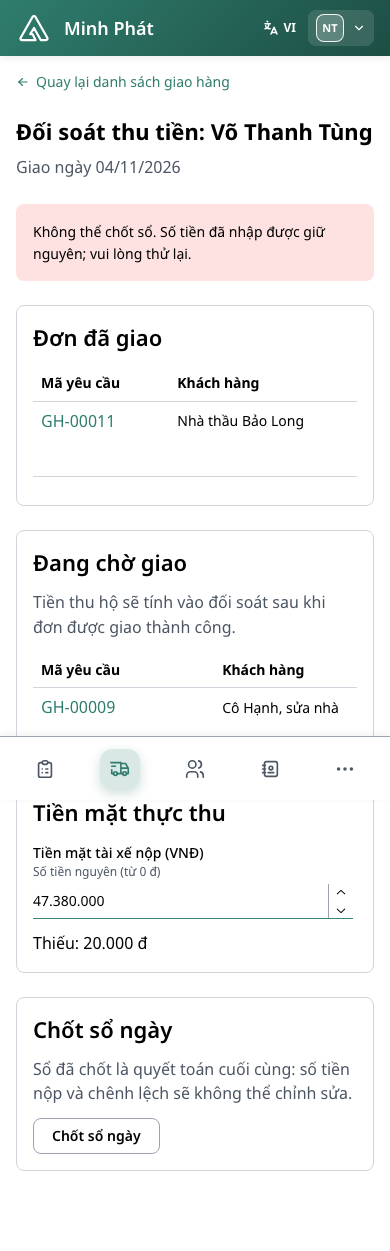 Minh Phát
VI
NT
Quay lại danh sách giao hàng
Đối soát thu tiền: Võ Thanh Tùng
Giao ngày 04/11/2026
Không thể chốt sổ. Số tiền đã nhập được giữ
nguyên; vui lòng thử lại.
Đơn đã giao
Mã yêu cầu Khách hàng
GH-00011 Nhà thầu Bảo Long
Đang chờ giao
Tiền thu hộ sẽ tính vào đối soát sau khi
đơn được giao thành công.
Mã yêu cầu Khách hàng
GH-00009 Cô Hạnh, sửa nhà
Tiền mặt thực thu
Tiền mặt tài xế nộp (VNĐ)
Số tiền nguyên (từ 0 đ)
47.380.000
Thiếu: 20.000 đ
Chốt sổ ngày
Sổ đã chốt là quyết toán cuối cùng: số tiền
nộp và chênh lệch sẽ không thể chỉnh sửa.
Chốt sổ ngày